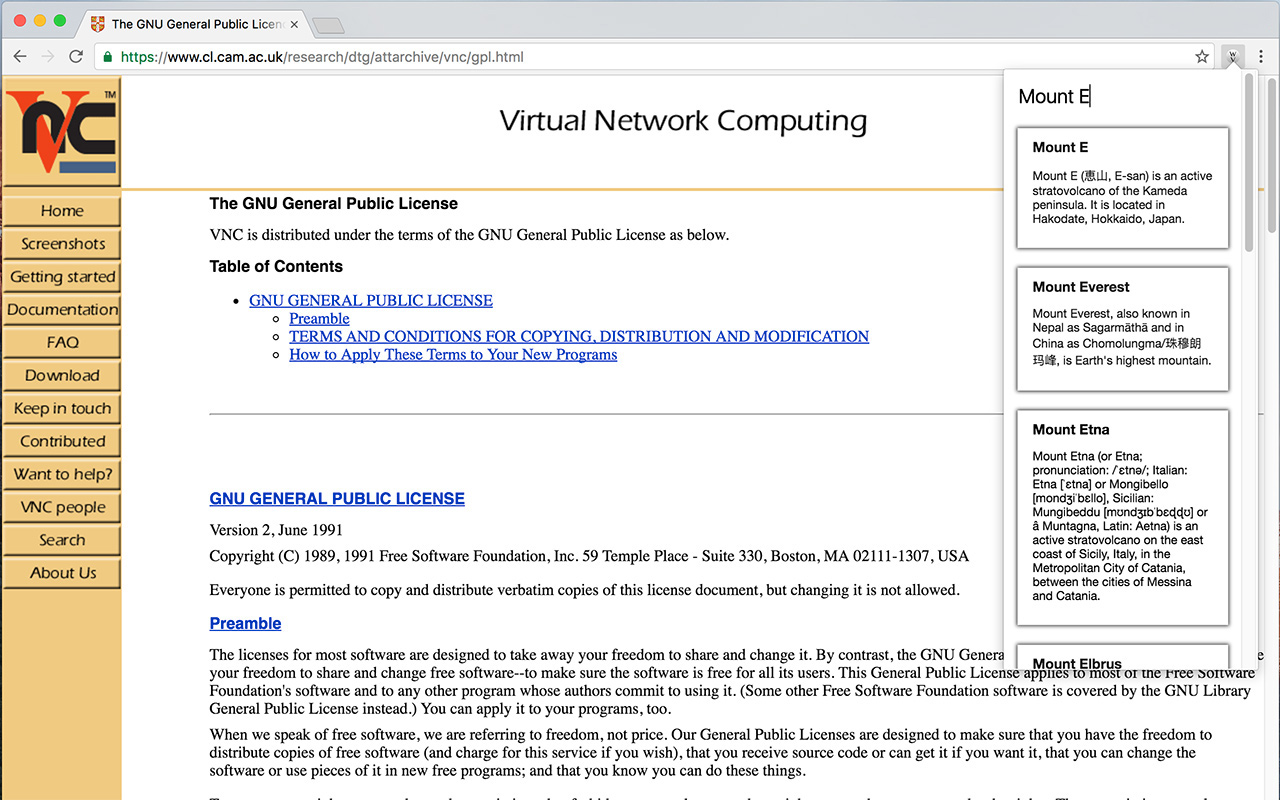 The GNU General Public Licen
https://www.cl.cam.ac.uk/research/dtg/attarchive/vnc/gpl.html
VNC
TM
Home
Screenshots
Getting started
Documentation
FAQ
Download
Keep in touch
Contributed
Want to help?
VNC people
Search
About Us
Virtual Network Computing
The GNU General Public License
VNC is distributed under the terms of the GNU General Public License as below.
Table of Contents
• GNU GENERAL PUBLIC LICENSE
◦ Preamble
◦ TERMS AND CONDITIONS FOR COPYING, DISTRIBUTION AND MODIFICATION
◦ How to Apply These Terms to Your New Programs
GNU GENERAL PUBLIC LICENSE
Version 2, June 1991
Copyright (C) 1989, 1991 Free Software Foundation, Inc. 59 Temple Place - Suite 330, Boston, MA 02111-1307, USA
Everyone is permitted to copy and distribute verbatim copies of this license document, but changing it is not allowed.
Preamble
The licenses for most software are designed to take away your freedom to share and change it. By contrast, the GNU Genera
your freedom to share and change free software--to make sure the software is free for all its users. This General Public License applies to most of the Free Software
Foundation's software and to any other program whose authors commit to using it. (Some other Free Software Foundation software is covered by the GNU Library
General Public License instead.) You can apply it to your programs, too.
When we speak of free software, we are referring to freedom, not price. Our General Public Licenses are designed to make sure that you have the freedom to
distribute copies of free software (and charge for this service if you wish), that you receive source code or can get it if you want it, that you can change the
software or use pieces of it in new free programs; and that you know you can do these things.
Mount E
Mount E
Mount E (恵山, E-san) is an active
stratovolcano of the Kameda
peninsula. It is located in
Hakodate, Hokkaido, Japan.
Mount Everest
Mount Everest, also known in
Nepal as Sagarmāthā and in
China as Chomolungma/珠穆朗
玛峰, is Earth's highest mountain.
Mount Etna
Mount Etna (or Etna;
pronunciation: /ˈɛtnə/; Italian:
Etna [ˈɛtna] or Mongibello
[mondʒiˈbɛllo], Sicilian:
Mungibeddu [mʊndʒɪbˈbɛɖɖʊ] or
â Muntagna, Latin: Aetna) is an
active stratovolcano on the east
coast of Sicily, Italy, in the
Metropolitan City of Catania,
between the cities of Messina
and Catania.
Mount Elbrus